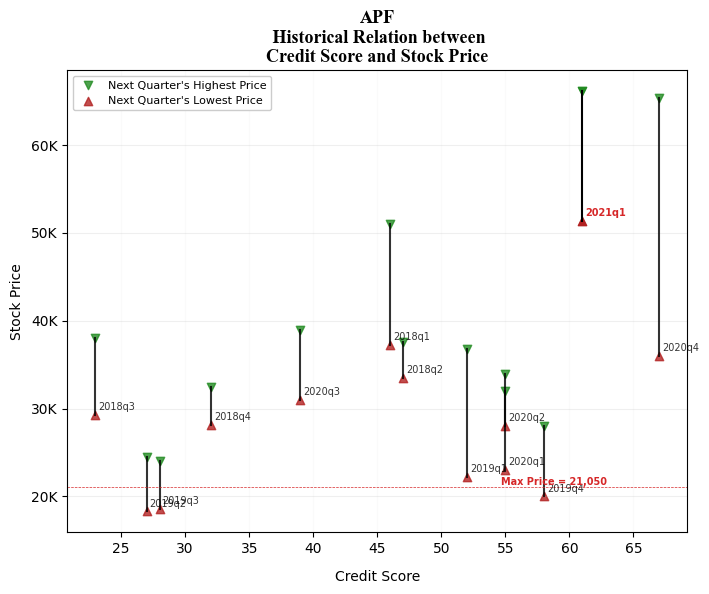 APF
Historical Relation between
Credit Score and Stock Price
Next Quarter's Highest Price
Next Quarter's Lowest Price
60K
50K
40K
30K
20K
Stock Price
2021q1
2020q4
2018q1
2018q2
2020q3
2018q3
2018q4
2020q2
2020q1
2019q1
Max Price = 21,050
2019q4
2019q3
2019q2
25 30 35 40 45 50 55 60 65
Credit Score